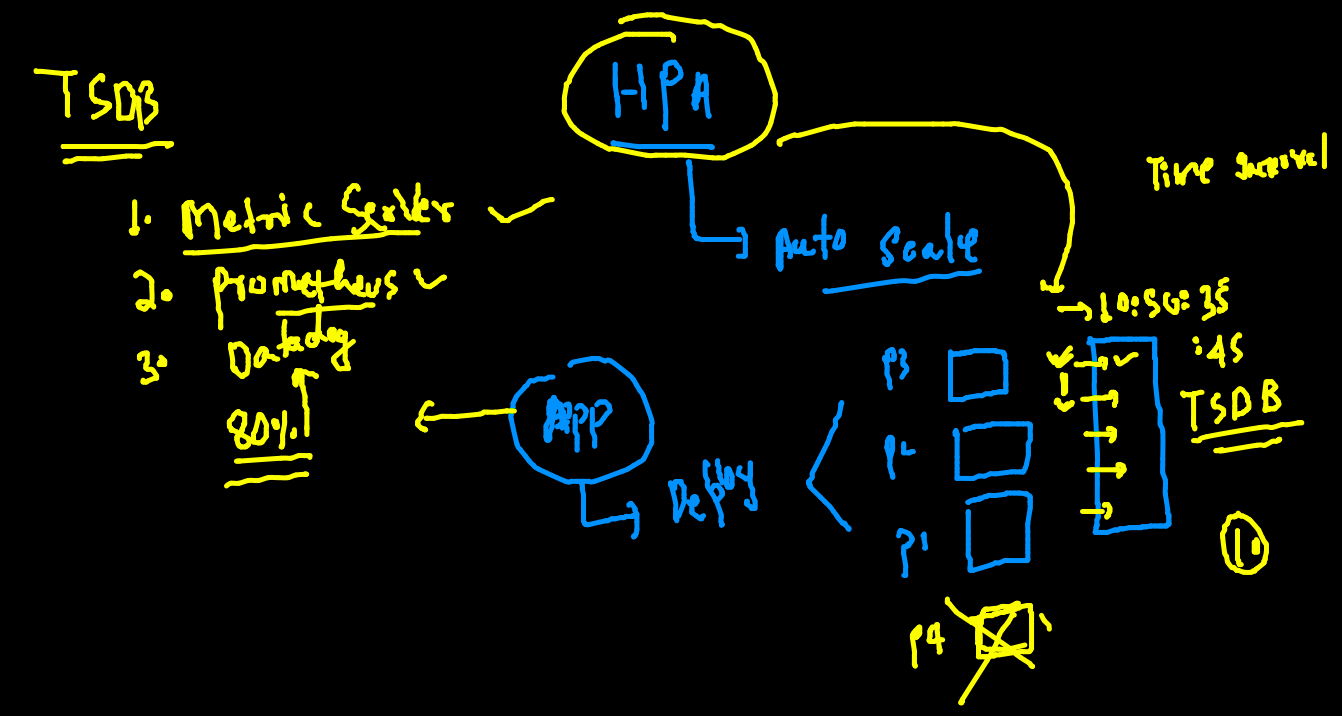 TSDB
HPA
Time Interval
1. Metric Server
Auto Scale
2. Prometheus
10:56:35
3. Datadog
:45
80%
App
TSDB
Deploy
P3
P2
P1
1.
P4